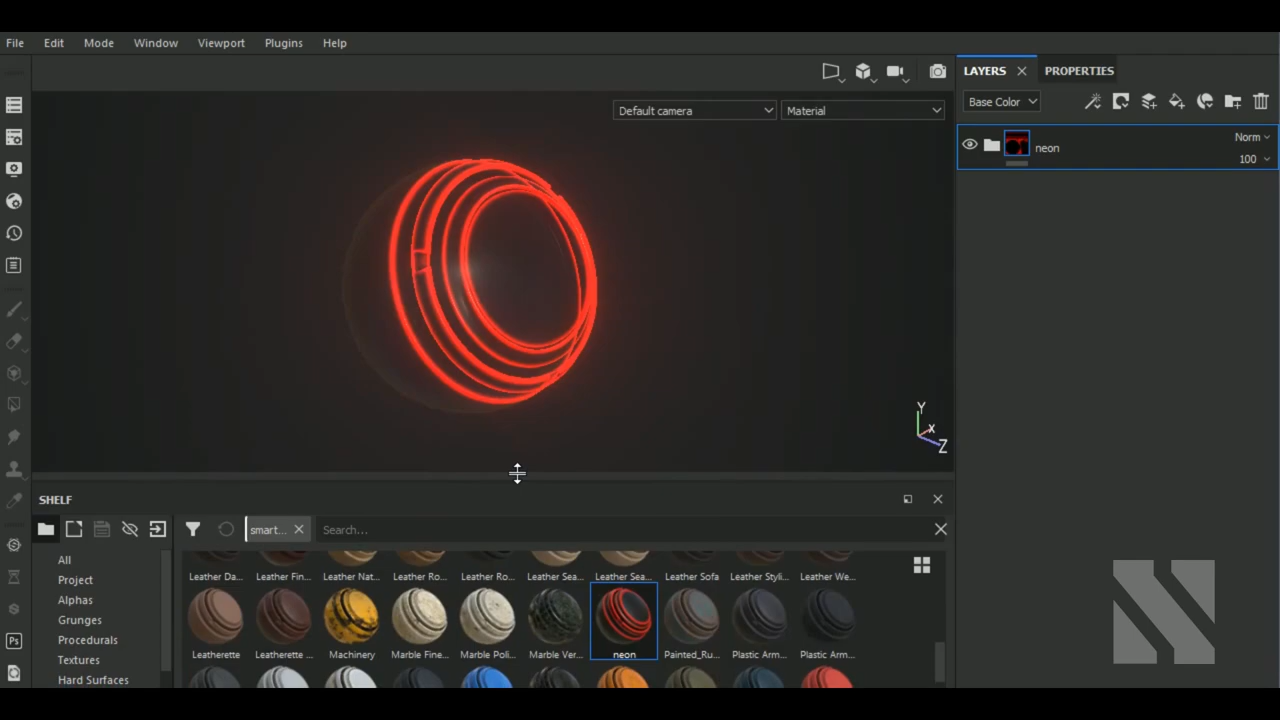 File Edit Mode Window Viewport Plugins Help
LAYERS PROPERTIES
Base Color
Default camera Material
neon Norm
100
Y
X
Z
SHELF
smart... Search...
All
Project
Alphas
Grunges
Procedurals
Textures
Hard Surfaces
Leather Da... Leather Fin... Leather Nat... Leather Ro... Leather Ro... Leather Sea... Leather Sea... Leather Sofa Leather Styli... Leather We...
Leatherette Leatherette ... Machinery Marble Fine... Marble Poli... Marble Ver... neon Painted_Ru... Plastic Arm... Plastic Arm...
Ps